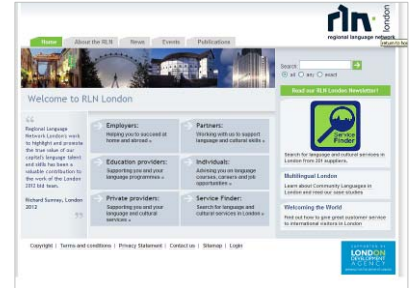 rln london
regional language network
return to ho
Home
About the RLN
News
Events
Publications
Search:
all any exact
Welcome to RLN London
Regional Language
Network London's work
to highlight and promote
the true value of our
capital's language talent
and skills has been a
valuable contribution to
the work of the London
2012 bid team.
Richard Sumray, London
2012
Employers:
Helping you to succeed at
home and abroad »
Partners:
Working with us to support
language and cultural skills »
Education providers:
Supporting you and your
language programmes »
Individuals:
Advising you on language
courses, careers and job
opportunities »
Private providers:
Supporting you and your
language and cultural
services »
Service Finder:
Search for language and
cultural services in London »
Read our RLN London Newsletter!
Service
Finder
Search for language and cultural services in
London from 201 suppliers.
Multilingual London
Learn about Community Languages in
London and read our case studies
Welcoming the World
Find out how to give great customer service
to international visitors in London
Copyright | Terms and conditions | Privacy Statement | Contact us | Sitemap | Login
SUPPORTED BY
LONDON
DEVELOPMENT
AGENCY